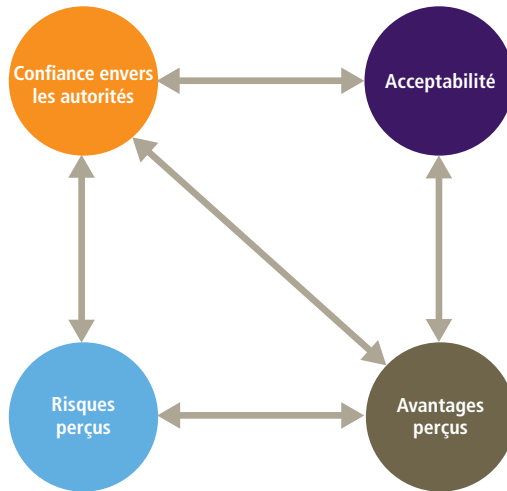 Confiance envers
les autorités
Acceptabilité
Risques
perçus
Avantages
perçus